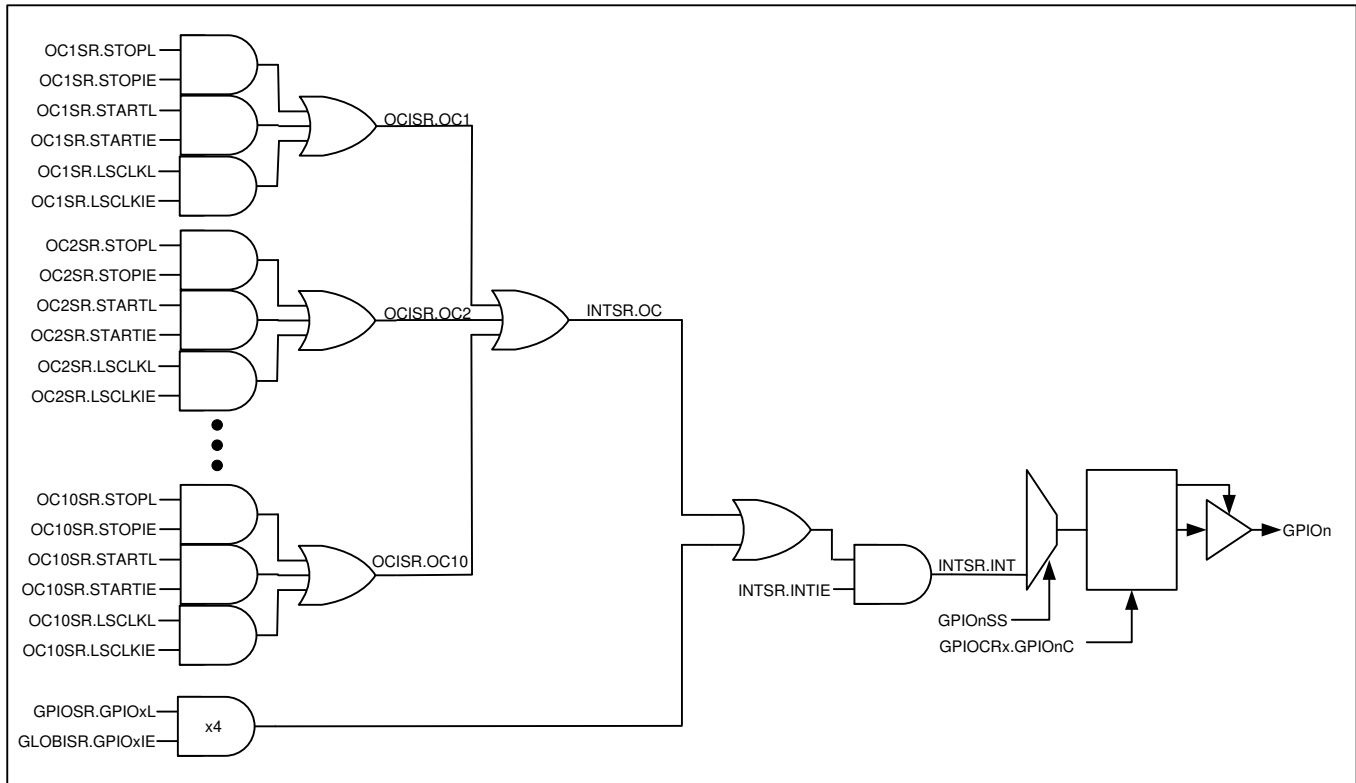 OC1SR.STOPL
OC1SR.STOPIE
OC1SR.STARTL
OC1SR.STARTIE
OC1SR.LSCLKL
OC1SR.LSCLKIE
OCISR.OC1
OC2SR.STOPL
OC2SR.STOPIE
OC2SR.STARTL
OC2SR.STARTIE
OC2SR.LSCLKL
OC2SR.LSCLKIE
OCISR.OC2
INTSR.OC
OC10SR.STOPL
OC10SR.STOPIE
OC10SR.STARTL
OC10SR.STARTIE
OC10SR.LSCLKL
OC10SR.LSCLKIE
OCISR.OC10
GPIOSR.GPIOxL
GLOBISR.GPIOxIE
x4
INTSR.INTIE
INTSR.INT
GPIOnSS
GPIOCRx.GPIOnC
GPIOn